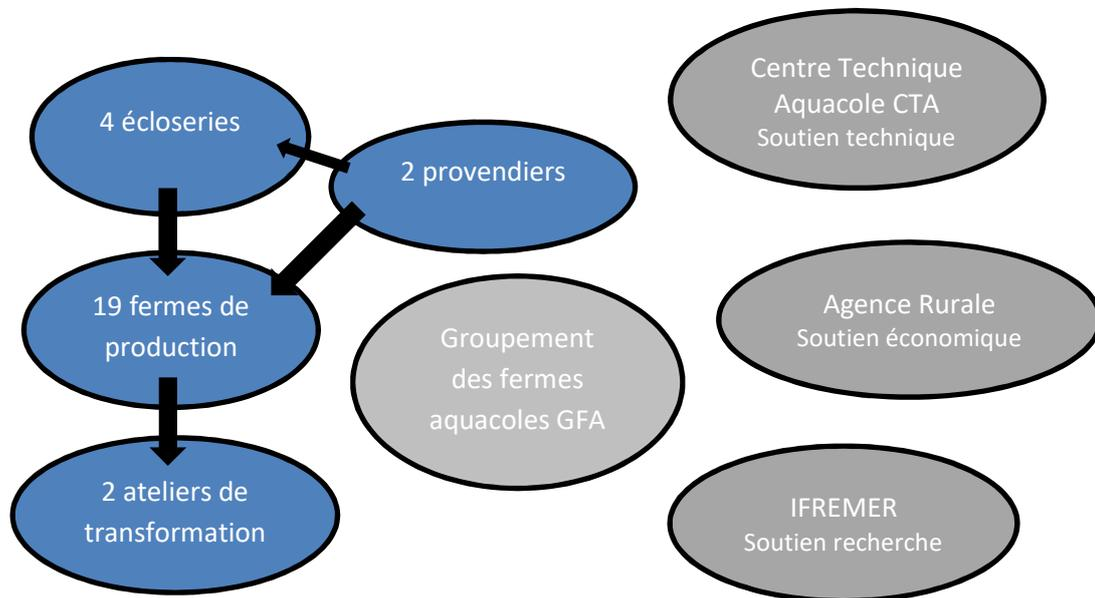 4 écloseries
2 provendiers
19 fermes de
production
2 ateliers de
transformation
Groupement
des fermes
aquacoles GFA
Centre Technique
Aquacole CTA
Soutien technique
Agence Rurale
Soutien économique
IFREMER
Soutien recherche